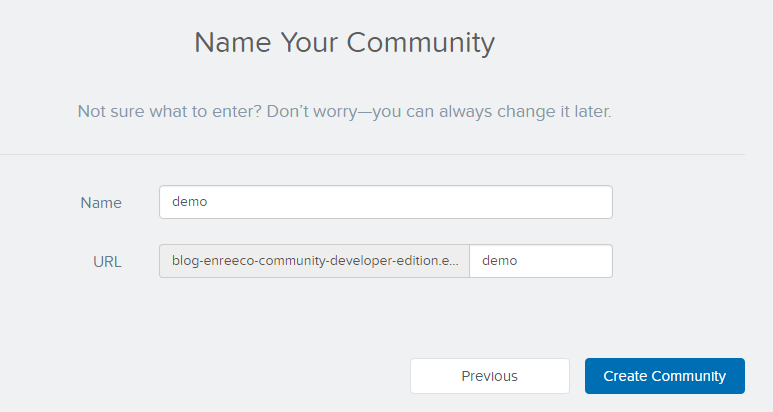 Name Your Community
Not sure what to enter? Don’t worry—you can always change it later.
Name demo
URL blog-enreeco-community-developer-edition.e... demo
Previous Create Community